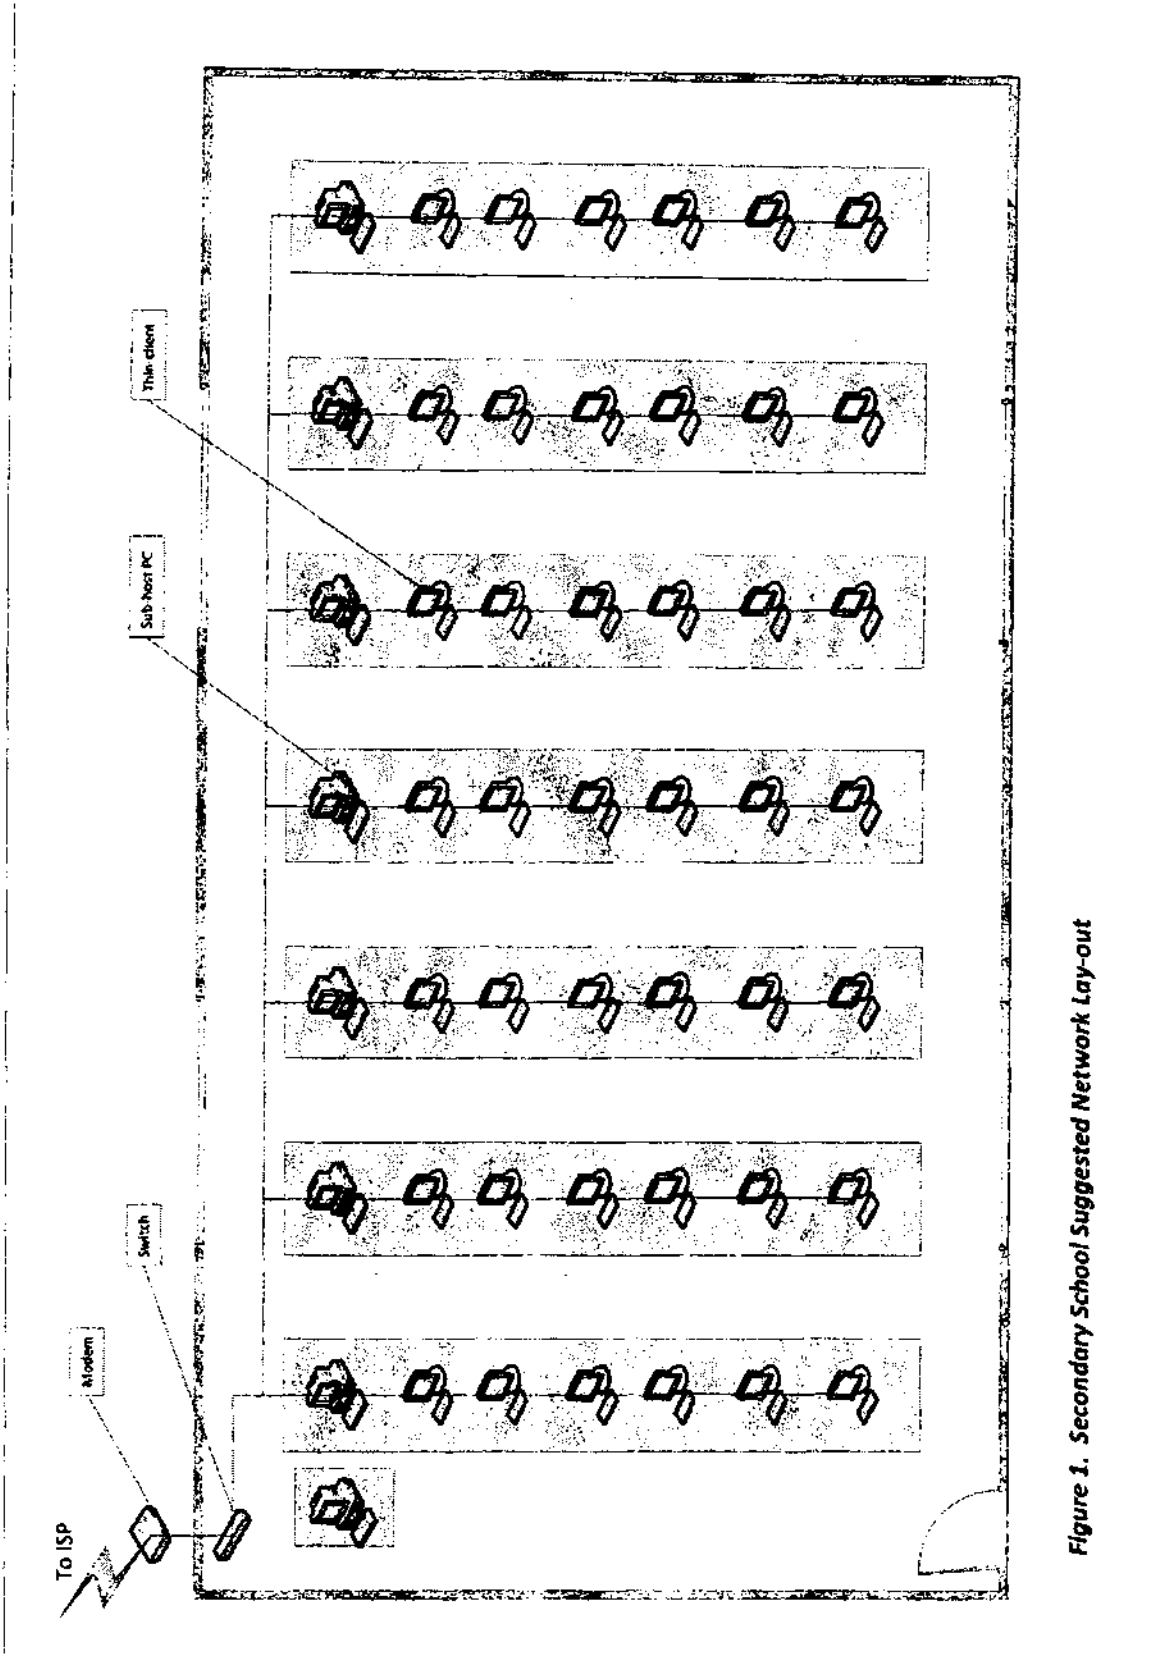 To ISP
Modem
Switch
Sub-host PC
Thin client
Figure 1. Secondary School Suggested Network Lay-out